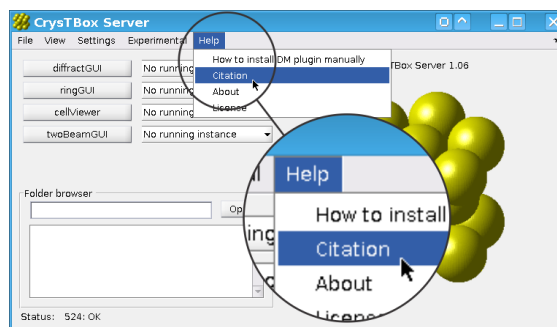 CrysTBox Server
File View Settings Experimental Help
How to install DM plugin manually
Citation
About
License
TBox Server 1.06
diffractGUI No running
ringGUI No running
cellViewer No running
twoBeamGUI No running instance
Folder browser
Op
Help
How to install
ing
Citation
About
License
Status: 524: OK